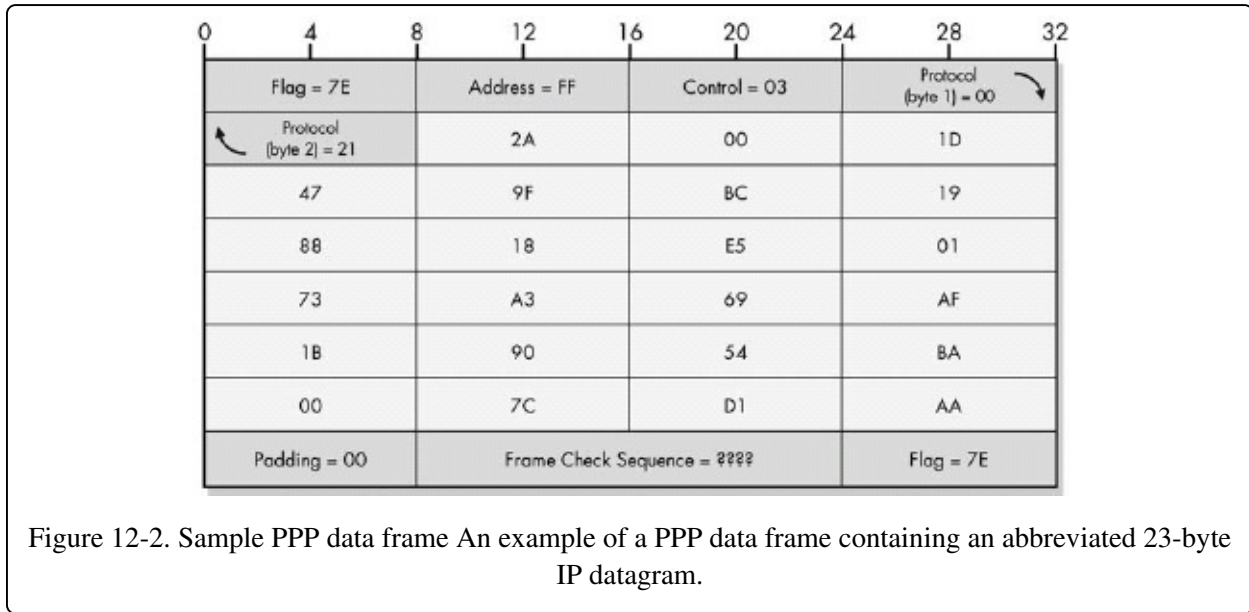 0 4 8 12 16 20 24 28 32
Flag = 7E Address = FF Control = 03 Protocol
(byte 1) = 00
Protocol
(byte 2) = 21 2A 00 1D
47 9F BC 19
88 18 E5 01
73 A3 69 AF
1B 90 54 BA
00 7C D1 AA
Padding = 00 Frame Check Sequence = ???? Flag = 7E
Figure 12-2. Sample PPP data frame An example of a PPP data frame containing an abbreviated 23-byte
IP datagram.